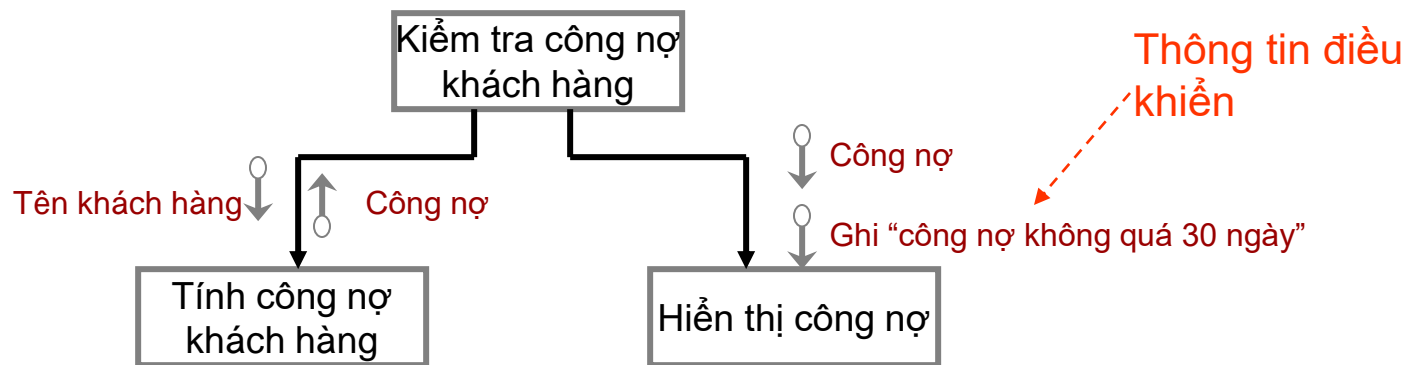 Kiểm tra công nợ
khách hàng
Thông tin điều
khiển
Công nợ
Tên khách hàng
Công nợ
Ghi “công nợ không quá 30 ngày”
Tính công nợ
khách hàng
Hiển thị công nợ